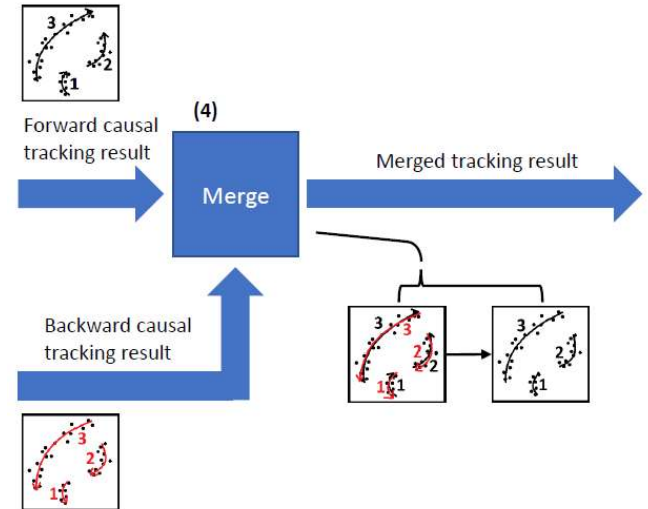 3
1
2
(4)
Forward causal
tracking result
Merge
Merged tracking result
Backward causal
tracking result
3
2
1
3
3
2
2
1
1
3
2
1